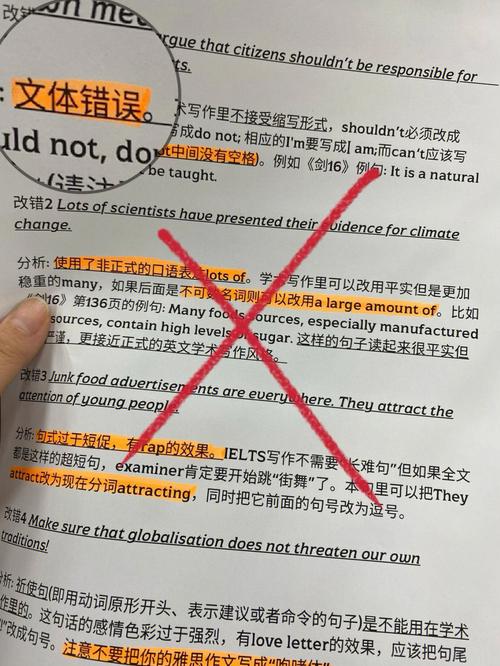 改错
on me
argue that citizens shouldn't be responsible for
ts.
: 文体错误。
术写作里不接受缩写形式，shouldn't必须改成
uld not, do
写成do not; 相应的I'm要写成I am;而can't应该写
ot中间没有空格)。例如《剑16》例句: It is a natural
be taught.
改错2 Lots of scientists have presented their evidence for climate
change.
分析: 使用了非正式的口语表达lots of。学术写作里可以改用平实但是更加
稳重的many，如果后面是不可数名词则可以改用a large amount of。比如
《剑16》第136页的例句: Many food sources, especially manufactured
sources, contain high levels of sugar. 这样的句子读起来很平实但
严谨，更接近正式的英文学术写作风格。
改错3 Junk food advertisements are everywhere. They attract the
attention of young people.
分析: 句式过于短促，有rap的效果。IELTS写作不需要"长难句"但如果全文
都是这样的超短句，examiner肯定要开始跳"街舞"了。本句里可以把They
attract改为现在分词attracting，同时把它前面的句号改为逗号。
改错4 Make sure that globalisation does not threaten our own
traditions!
分析: 祈使句(即用动词原形开头、表示建议或者命令的句子)是不能用在学术
作里的。这句话的感情色彩过于强烈，有love letter的效果，应该把句尾
"改成句号。注意不要把你的雅思作文写成"咆哮体"